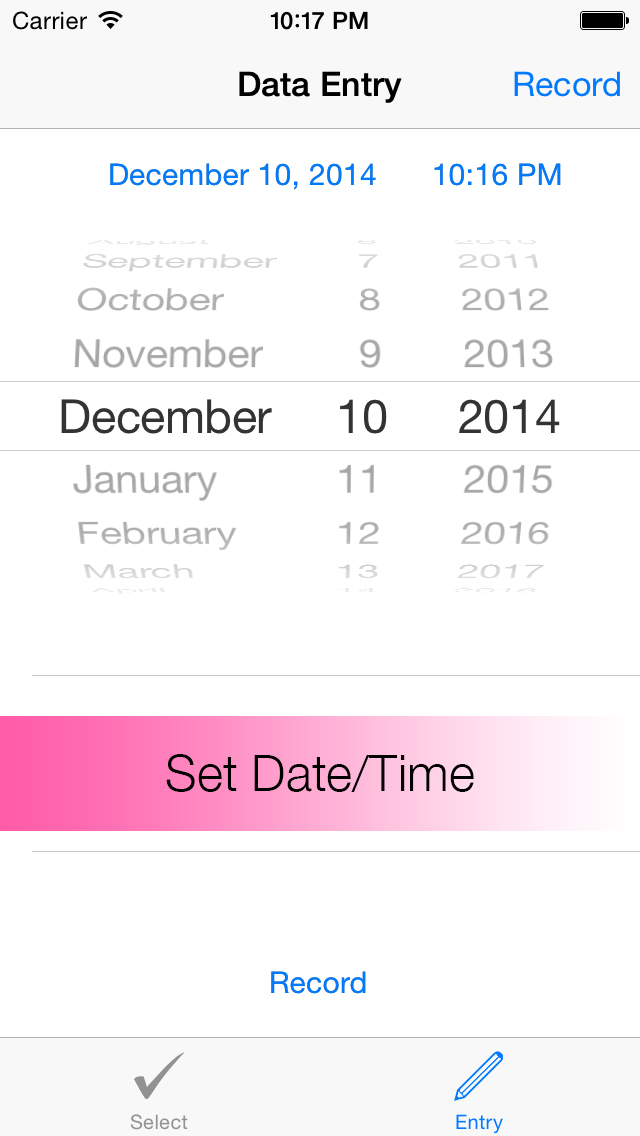 Carrier 10:17 PM
Data Entry Record
December 10, 2014 10:16 PM
September 7 2011
October 8 2012
November 9 2013
December 10 2014
January 11 2015
February 12 2016
March 13 2017
Set Date/Time
Record
Select Entry